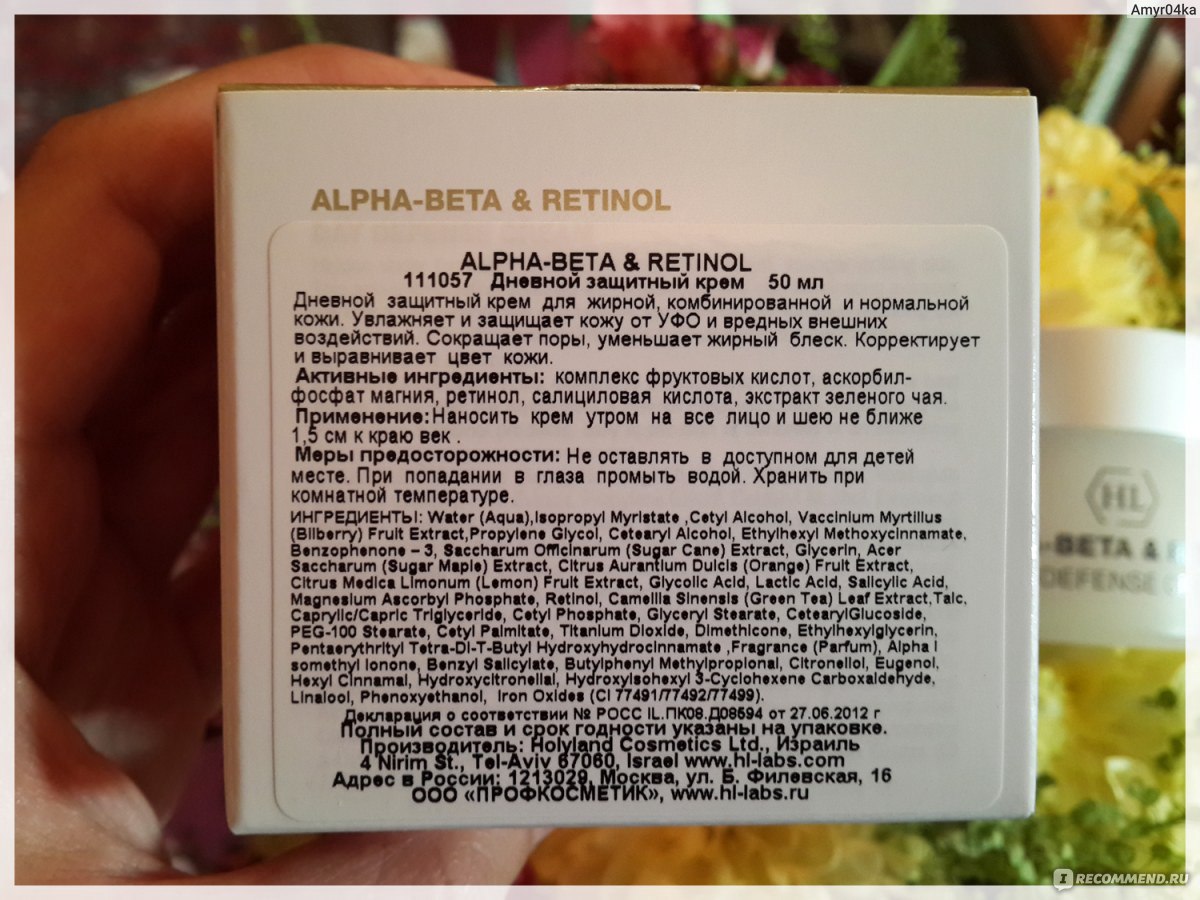 Amyr04ka
ALPHA-BETA & RETINOL
ALPHA-BETA & RETINOL
111057 Дневной защитный крем 50 мл
Дневной защитный крем для жирной, комбинированной и нормальной
кожи. Увлажняет и защищает кожу от УФО и вредных внешних
воздействий. Сокращает поры, уменьшает жирный блеск. Корректирует
и выравнивает цвет кожи.
Активные ингредиенты: комплекс фруктовых кислот, аскорбил-
фосфат магния, ретинол, салициловая кислота, экстракт зеленого чая.
Применение: Наносить крем утром на все лицо и шею не ближе
1,5 см к краю век .
Меры предосторожности: Не оставлять в доступном для детей
месте. При попадании в глаза промыть водой. Хранить при
комнатной температуре.
ИНГРЕДИЕНТЫ: Water (Aqua),Isopropyl Myristate ,Cetyl Alcohol, Vaccinium Myrtillus
(Bilberry) Fruit Extract,Propylene Glycol, Cetearyl Alcohol, Ethylhexyl Methoxycinnamate,
Benzophenone – 3, Saccharum Officinarum (Sugar Cane) Extract, Glycerin, Acer
Saccharum (Sugar Maple) Extract, Citrus Aurantium Dulcis (Orange) Fruit Extract,
Citrus Medica Limonum (Lemon) Fruit Extract, Glycolic Acid, Lactic Acid, Salicylic Acid,
Magnesium Ascorbyl Phosphate, Retinol, Camellia Sinensis (Green Tea) Leaf Extract,Talc,
Caprylic/Capric Triglyceride, Cetyl Phosphate, Glyceryl Stearate, CetearylGlucoside,
PEG-100 Stearate, Cetyl Palmitate, Titanium Dioxide, Dimethicone, Ethylhexylglycerin,
Pentaerythrityl Tetra-Di-T-Butyl Hydroxyhydrocinnamate ,Fragrance (Parfum), Alpha I
somethyl Ionone, Benzyl Salicylate, Butylphenyl Methylpropional, Citronellol, Eugenol,
Hexyl Cinnamal, Hydroxycitronellal, Hydroxyisohexyl 3-Cyclohexene Carboxaldehyde,
Linalool, Phenoxyethanol, Iron Oxides (CI 77491/77492/77499).
Декларация о соответствии № РОСС IL.ПК08.Д08594 от 27.06.2012 г
Полный состав и срок годности указаны на упаковке.
Производитель: Holyland Cosmetics Ltd., Израиль
4 Nirim St., Tel-Aviv 67060, Israel www.hl-labs.com
Адрес в России: 1213029, Москва, ул. Б. Филевская, 16
ООО «ПРОФКОСМЕТИК», www.hl-labs.ru
HL
-BETA &
DEFENSE
I RECOMMEND.RU